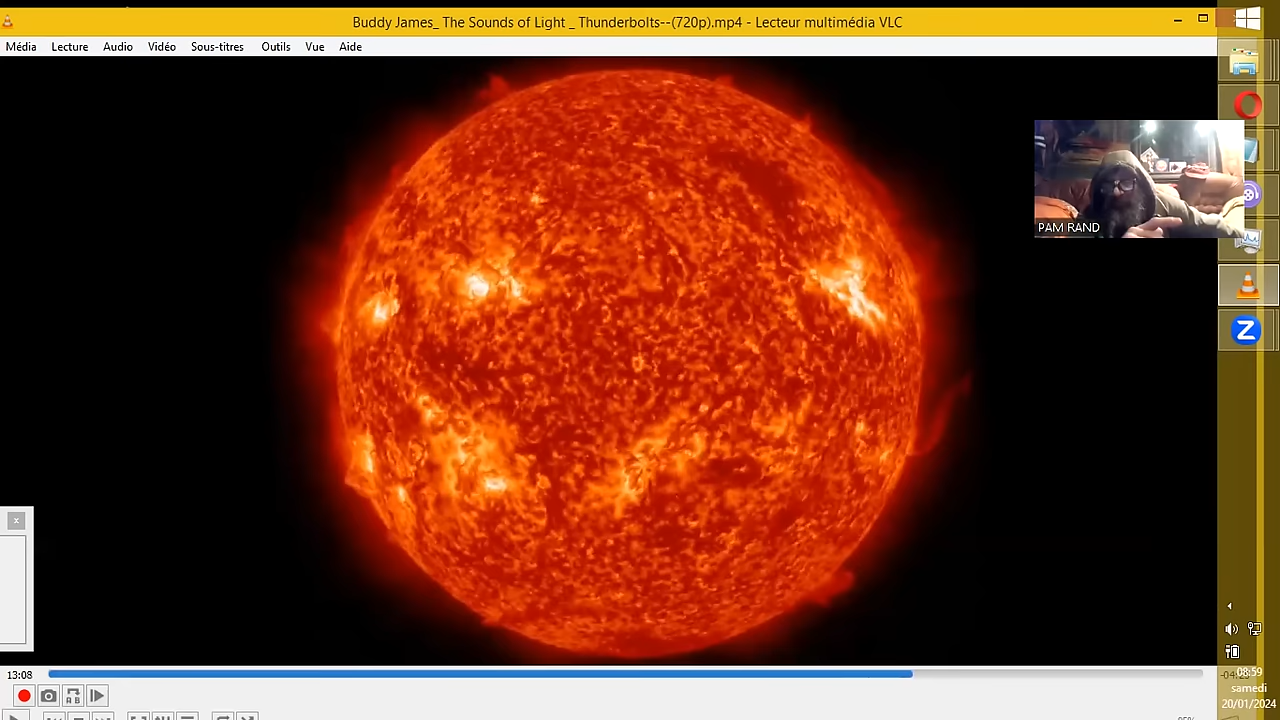 Buddy James_ The Sounds of Light _ Thunderbolts--(720p).mp4 - Lecteur multimédia VLC
Média Lecture Audio Vidéo Sous-titres Outils Vue Aide
PAM RAND
13:08
08:59
samedi
20/01/2024